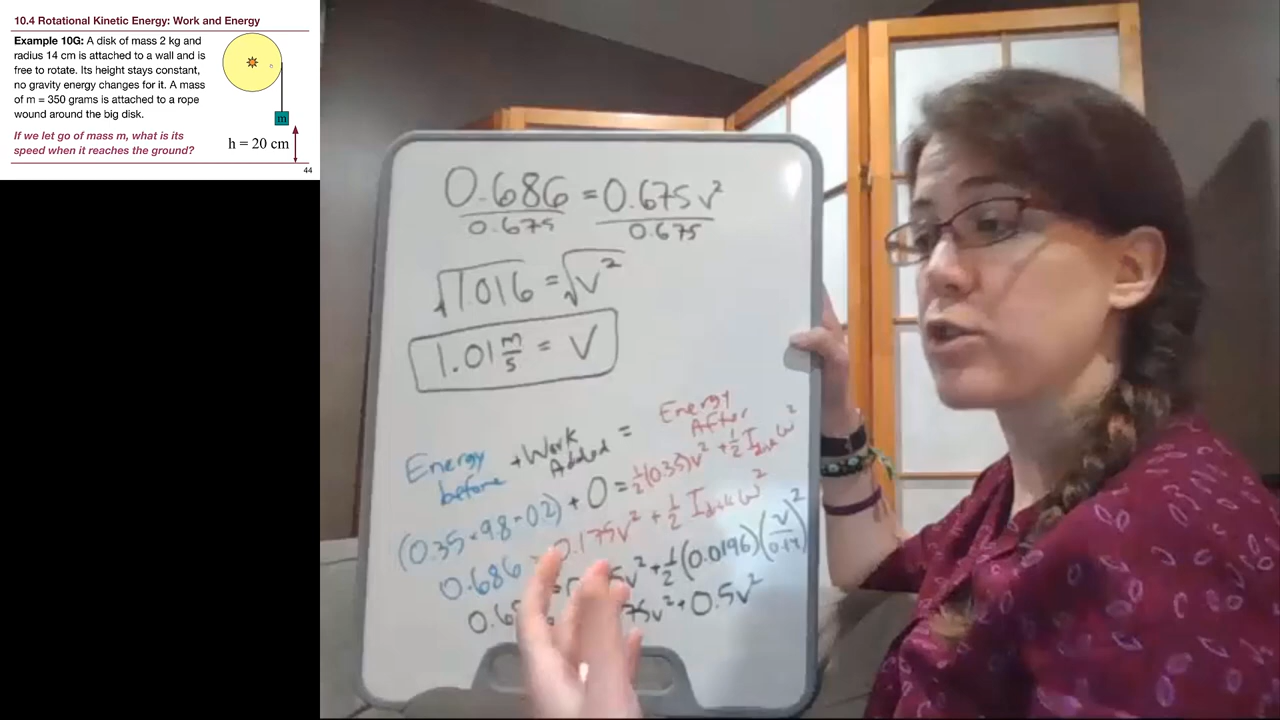 10.4 Rotational Kinetic Energy: Work and Energy
Example 10G: A disk of mass 2 kg and
radius 14 cm is attached to a wall and is
free to rotate. Its height stays constant,
no gravity energy changes for it. A mass
of m = 350 grams is attached to a rope
wound around the big disk.
If we let go of mass m, what is its
speed when it reaches the ground?
m
h = 20 cm
44
0.686 = 0.675v²
0.675 0.675
√1.016 = √v²
1.01 m/s = v
Energy before + Work Added = Energy After
(0.35 * 9.8 * 0.2) + 0 = ½(0.35)v² + ½ I_disk ω²
0.686 = 0.175v² + ½ I_disk ω²
v² + ½(0.0196)(v/0.14)²
75v² + 0.5v²